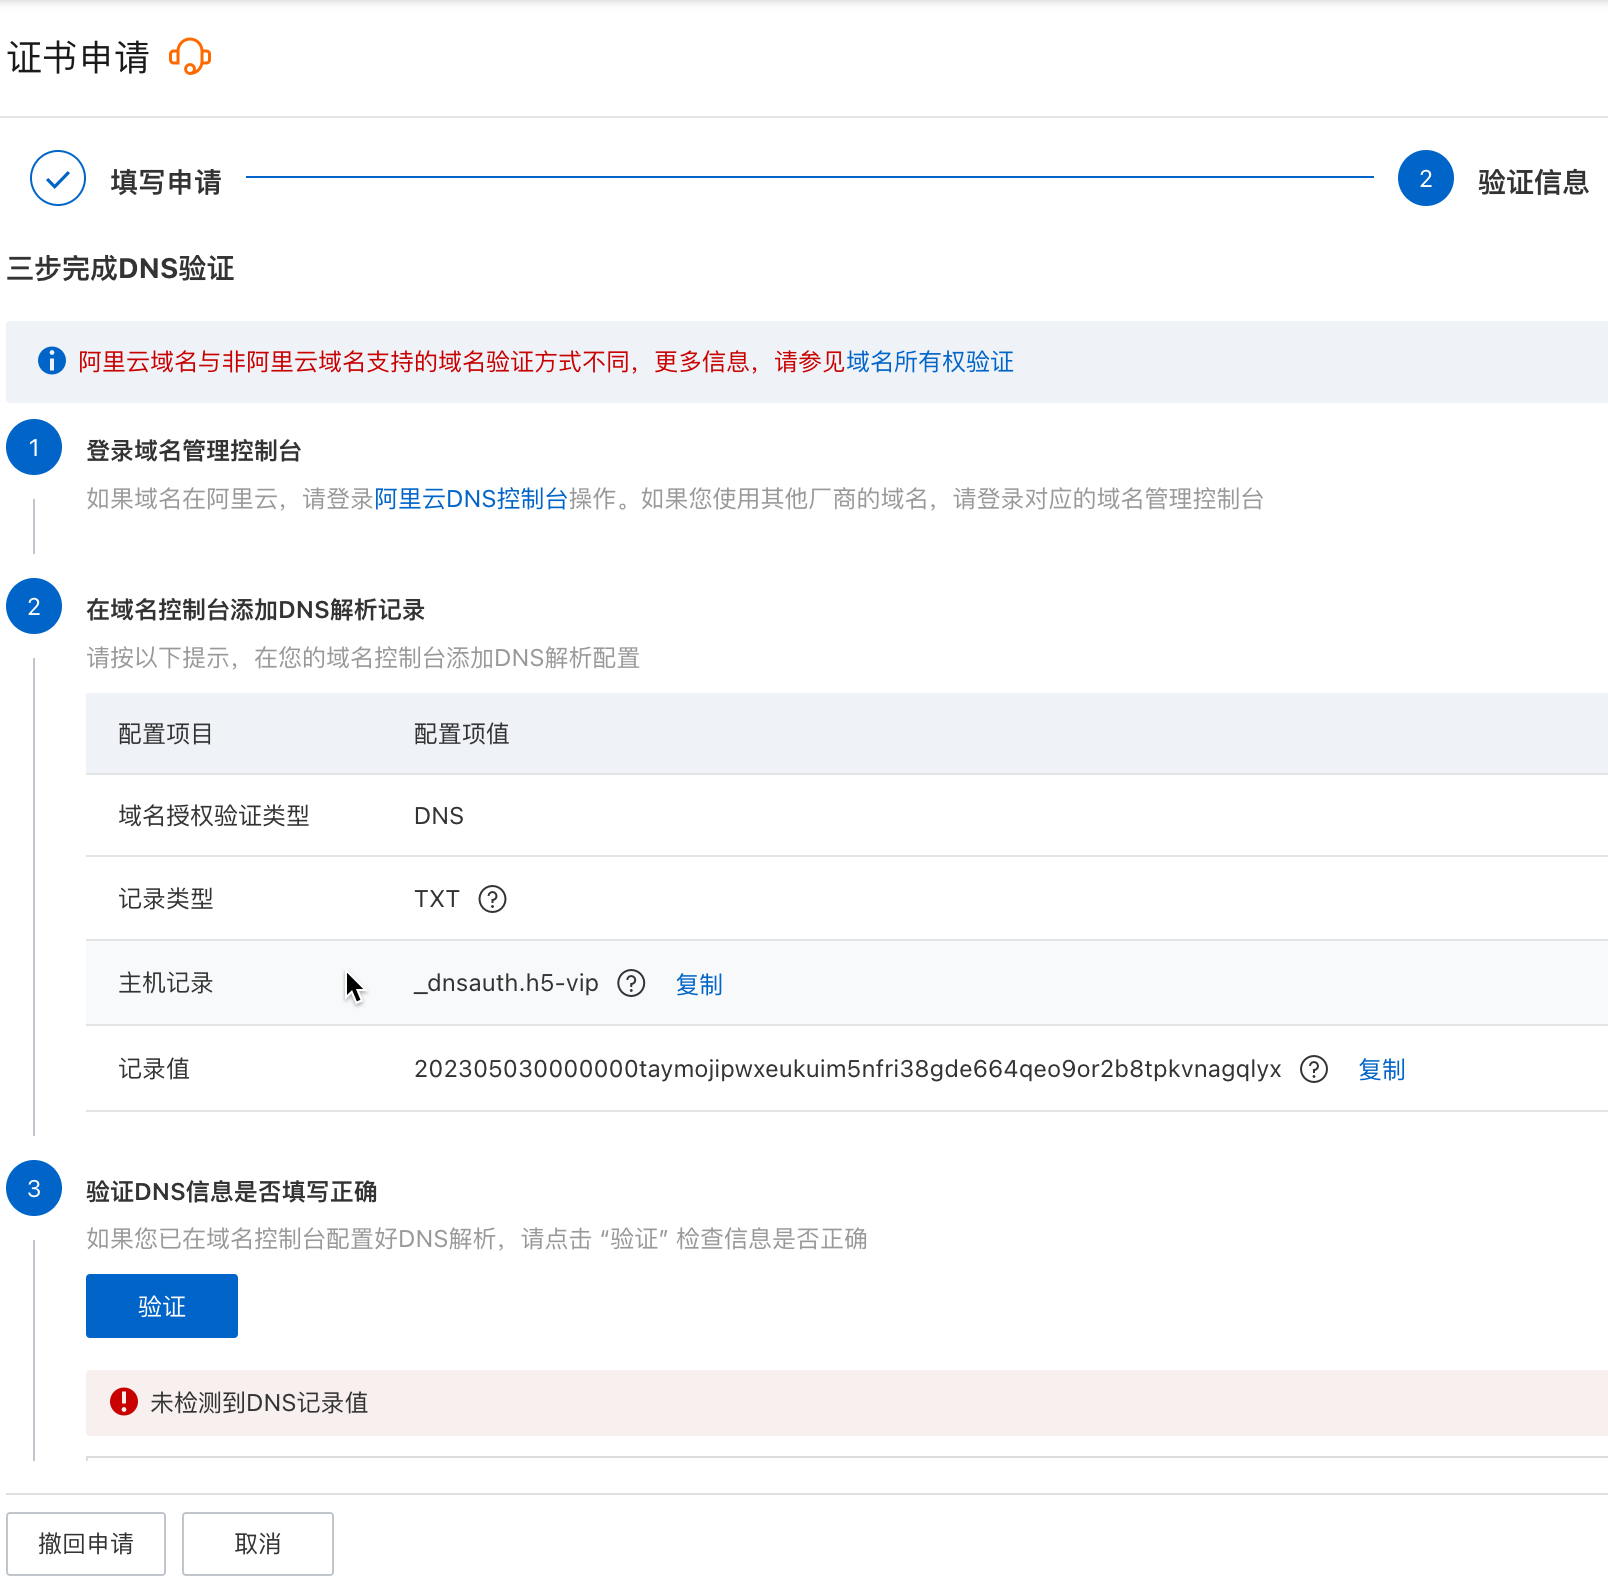 证书申请
填写申请
2 验证信息
三步完成DNS验证
阿里云域名与非阿里云域名支持的域名验证方式不同，更多信息，请参见域名所有权验证
1 登录域名管理控制台
如果域名在阿里云，请登录阿里云DNS控制台操作。如果您使用其他厂商的域名，请登录对应的域名管理控制台
2 在域名控制台添加DNS解析记录
请按以下提示，在您的域名控制台添加DNS解析配置
配置项目 配置项值
域名授权验证类型 DNS
记录类型 TXT ?
主机记录 _dnsauth.h5-vip ? 复制
记录值 202305030000000taymojipwxeukuim5nfri38gde664qeo9or2b8tpkvnagqlyx ? 复制
3 验证DNS信息是否填写正确
如果您已在域名控制台配置好DNS解析，请点击 “验证” 检查信息是否正确
验证
未检测到DNS记录值
撤回申请 取消